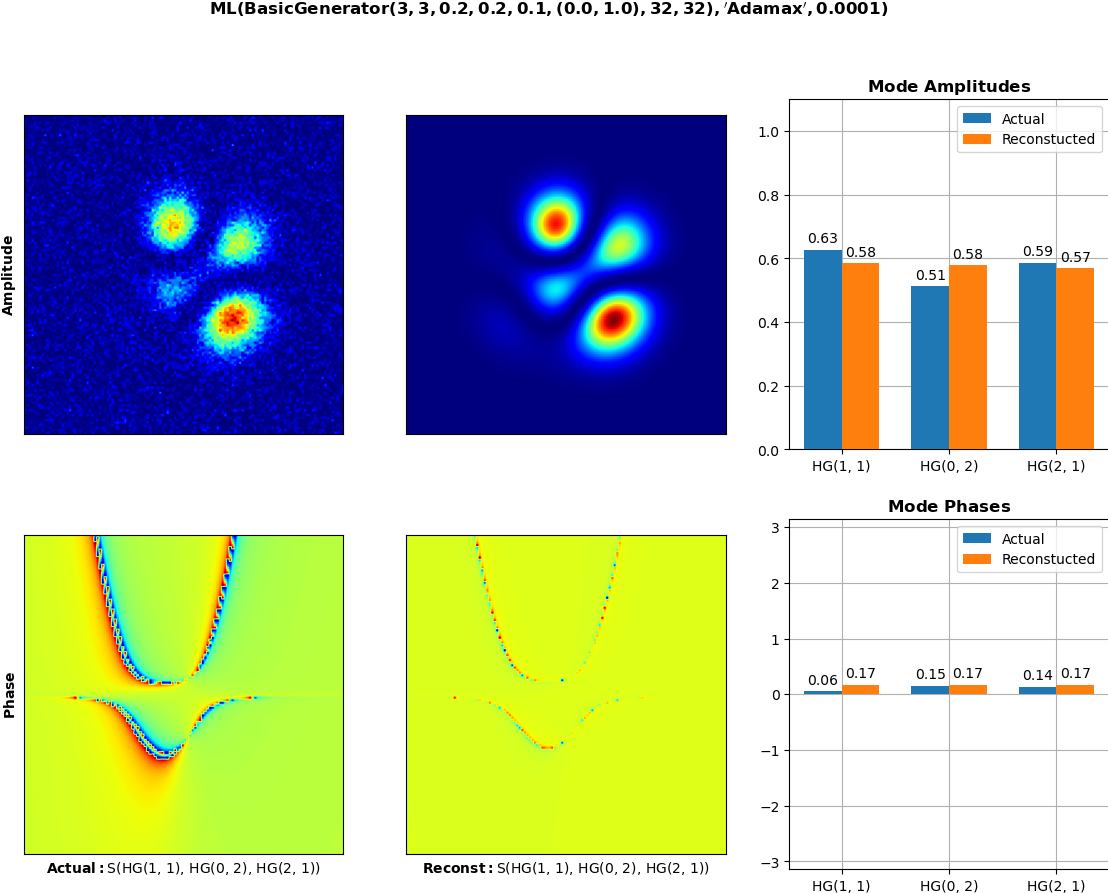 ML(BasicGenerator(3, 3, 0.2, 0.2, 0.1, (0.0, 1.0), 32, 32), ′Adamax′, 0.0001)
Amplitude
Mode Amplitudes
Actual
Reconstucted
1.0
0.8
0.6
0.4
0.2
0.0
0.63
0.58
0.51
0.58
0.59
0.57
HG(1, 1)
HG(0, 2)
HG(2, 1)
Phase
Actual: S(HG(1, 1), HG(0, 2), HG(2, 1))
Reconst: S(HG(1, 1), HG(0, 2), HG(2, 1))
Mode Phases
Actual
Reconstucted
3
2
1
0
−1
−2
−3
0.06
0.17
0.15
0.17
0.14
0.17
HG(1, 1)
HG(0, 2)
HG(2, 1)